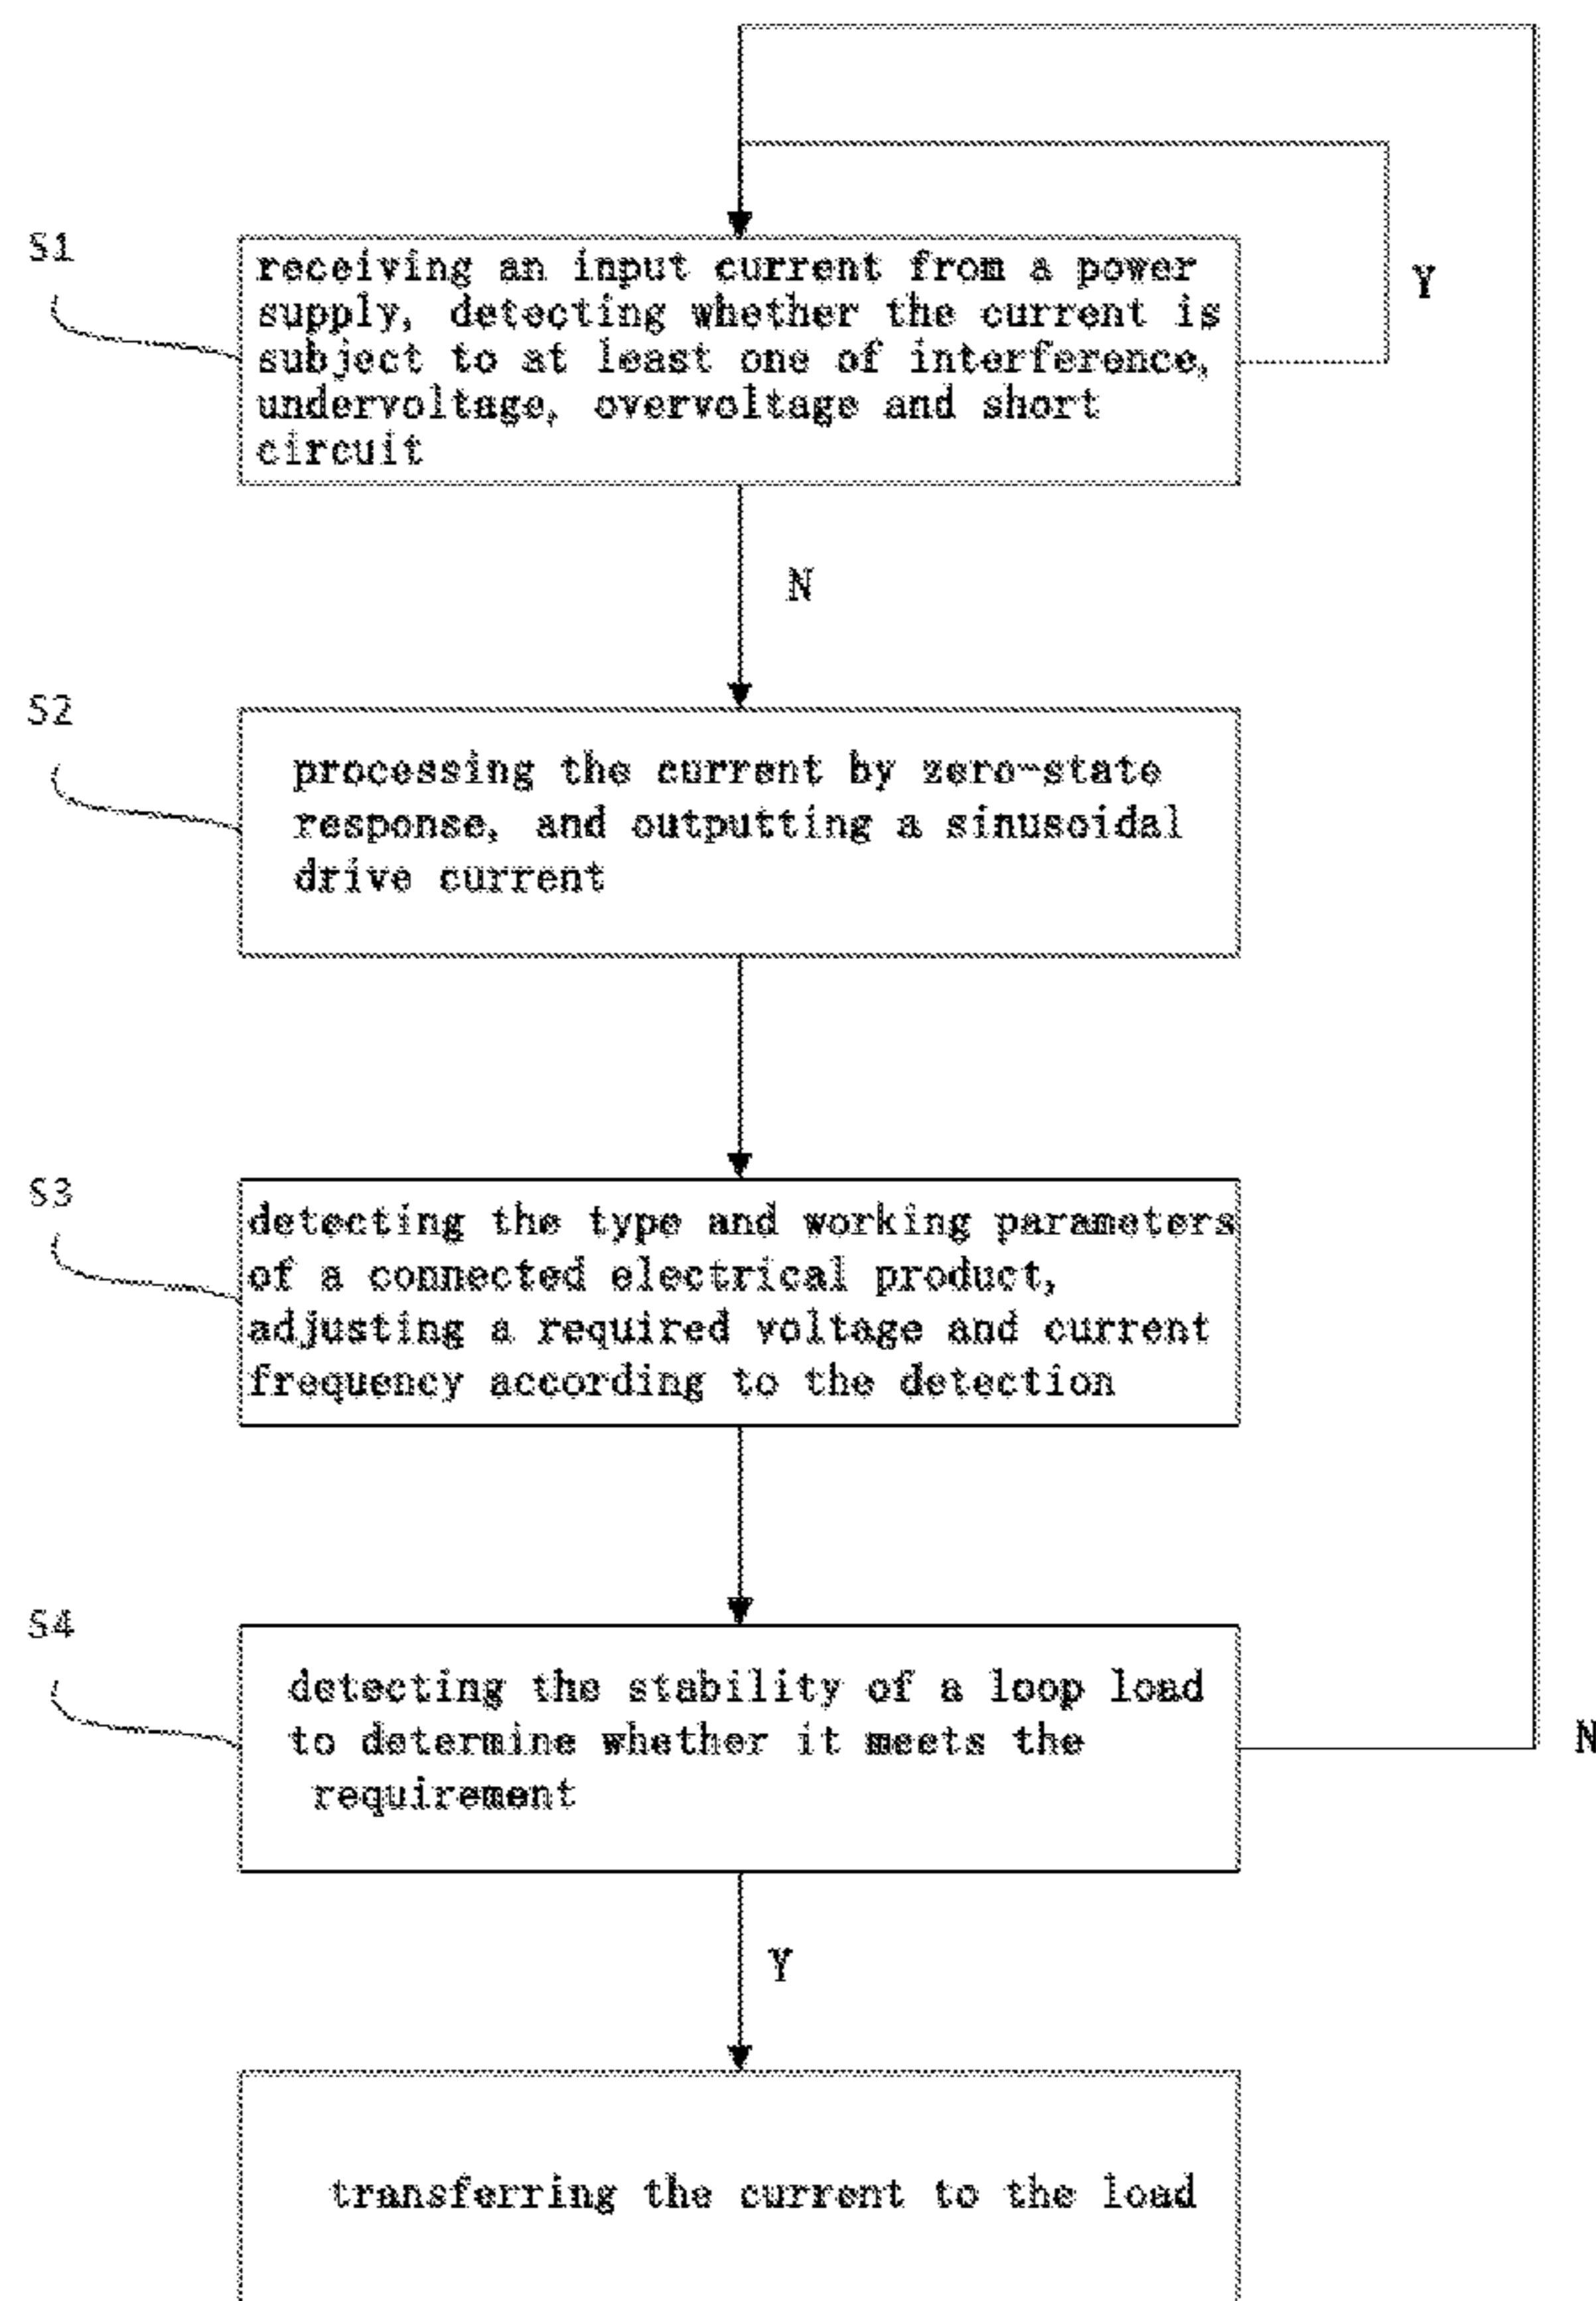 S1
receiving an input current from a power
supply, detecting whether the current is
subject to at least one of interference,
undervoltage, overvoltage and short
circuit
Y
N
S2
processing the current by zero-state
response, and outputting a sinusoidal
drive current
S3
detecting the type and working parameters
of a connected electrical product,
adjusting a required voltage and current
frequency according to the detection
S4
detecting the stability of a loop load
to determine whether it meets the
requirement
N
Y
transferring the current to the load